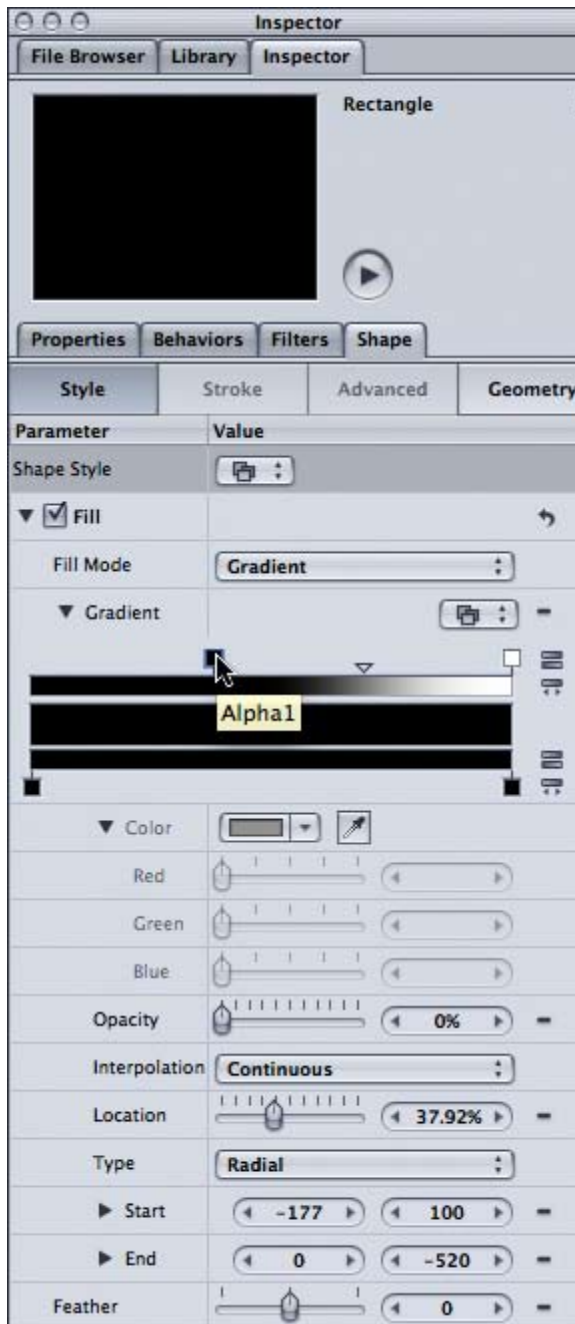 Inspector
File Browser Library Inspector
Rectangle
Properties Behaviors Filters Shape
Style Stroke Advanced Geometry
Parameter Value
Shape Style
Fill
Fill Mode Gradient
Gradient
Alpha1
Color
Red
Green
Blue
Opacity 0%
Interpolation Continuous
Location 37.92%
Type Radial
Start -177 100
End 0 -520
Feather 0